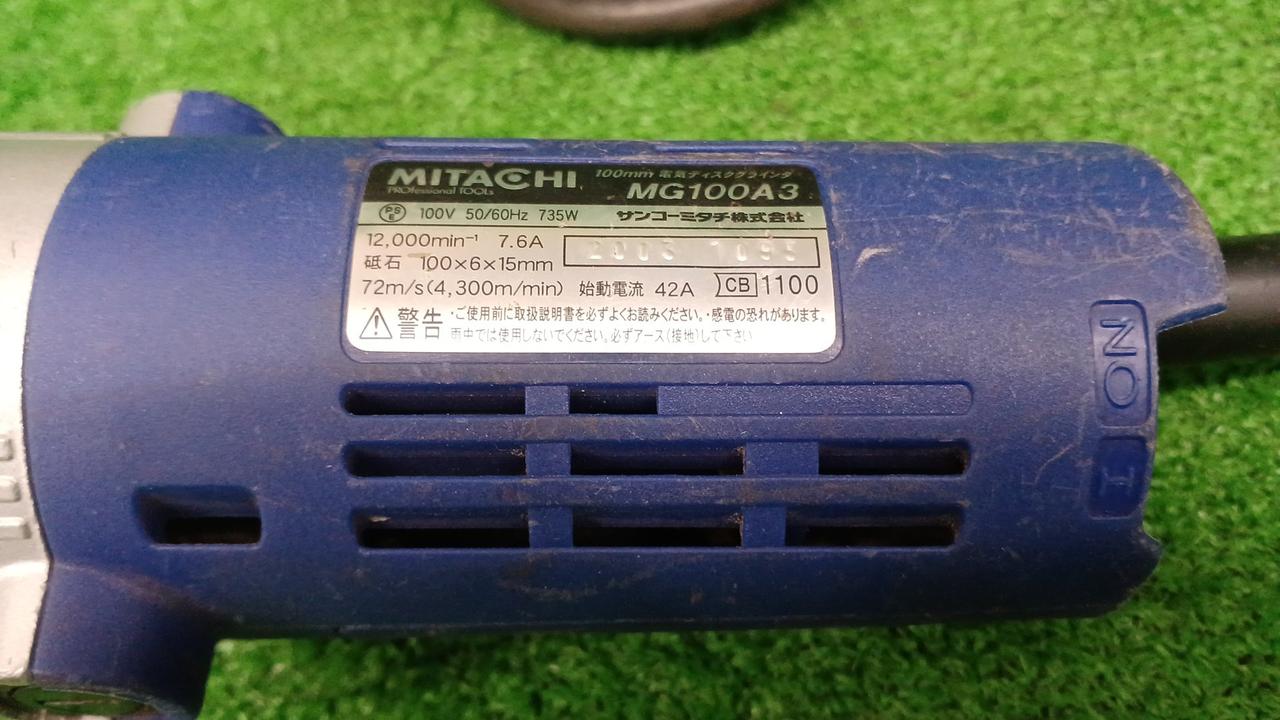 MITACHI
PROfessional TOOLs
100mm 電気ディスクグラインダ
MG100A3
PS E 100V 50/60Hz 735W サンコーミタチ株式会社
12,000min⁻¹ 7.6A
2003
砥石 100×6×15mm
72m/s(4,300m/min) 始動電流 42A CB 1100
警告 ・ご使用前に取扱説明書を必ずよくお読みください。・感電の恐れがあります。
雨中では使用しないでください。必ずアース(接地)して下さい
ON
I